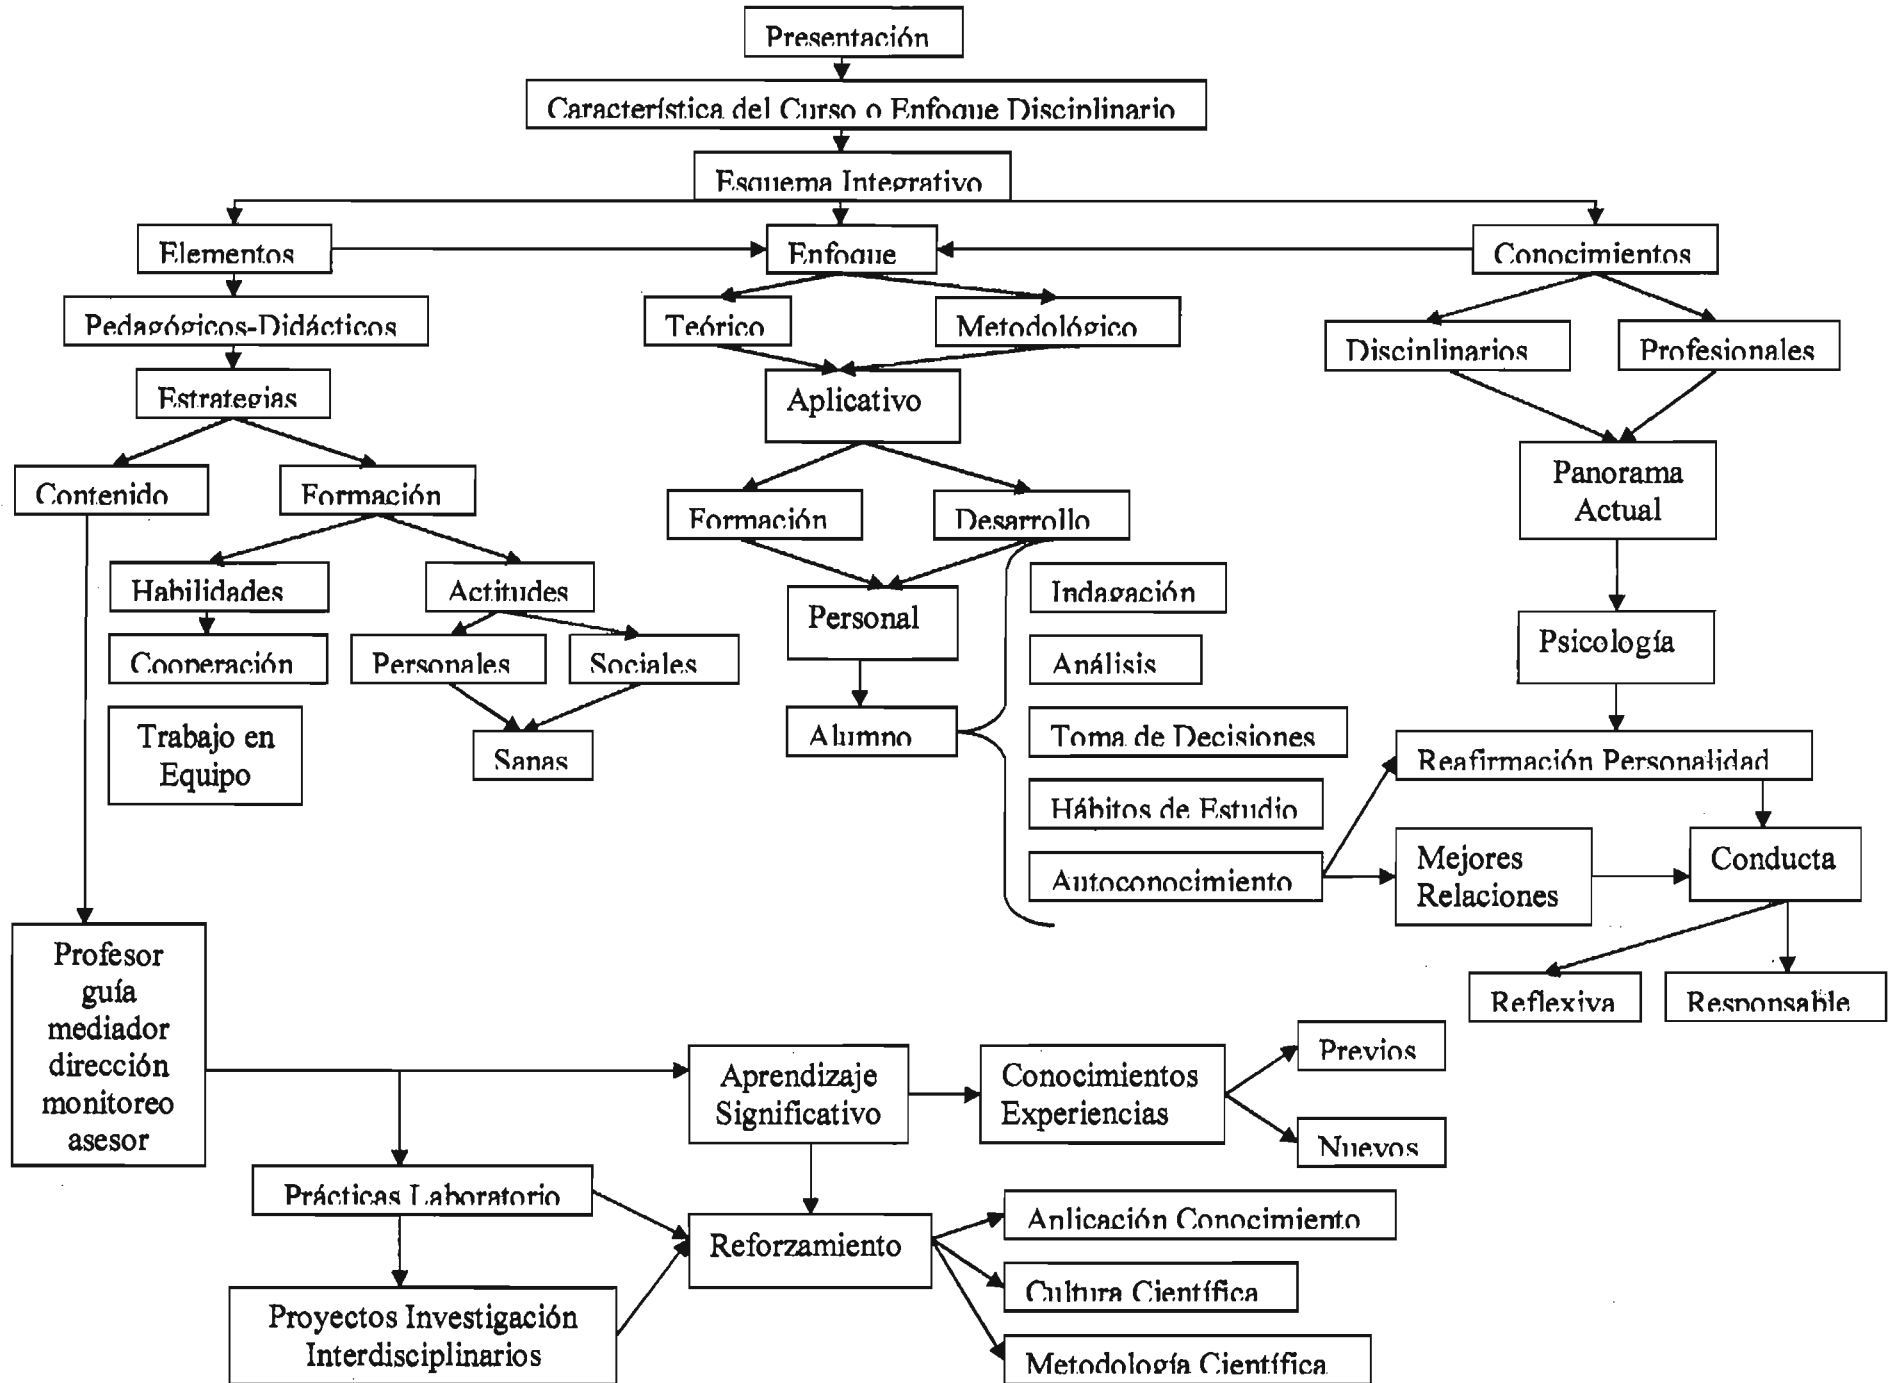 Presentación
Característica del Curso o Enfoque Disciplinario
Esquema Integrativo
Elementos
Enfoque
Conocimientos
Pedagógicos-Didácticos
Teórico
Metodológico
Disciplinarios
Profesionales
Estrategias
Aplicativo
Contenido
Formación
Formación
Desarrollo
Panorama
Actual
Habilidades
Actitudes
Personal
Indagación
Psicología
Cooperación
Personales
Sociales
Análisis
Trabajo en
Equipo
Sanas
Alumno
Toma de Decisiones
Reafirmación Personalidad
Hábitos de Estudio
Autoconocimiento
Mejores
Relaciones
Conducta
Reflexiva
Responsable
Profesor
guía
mediador
dirección
monitoreo
asesor
Aprendizaje
Significativo
Conocimientos
Experiencias
Previos
Nuevos
Prácticas Laboratorio
Reforzamiento
Aplicación Conocimiento
Cultura Científica
Proyectos Investigación
Interdisciplinarios
Metodología Científica